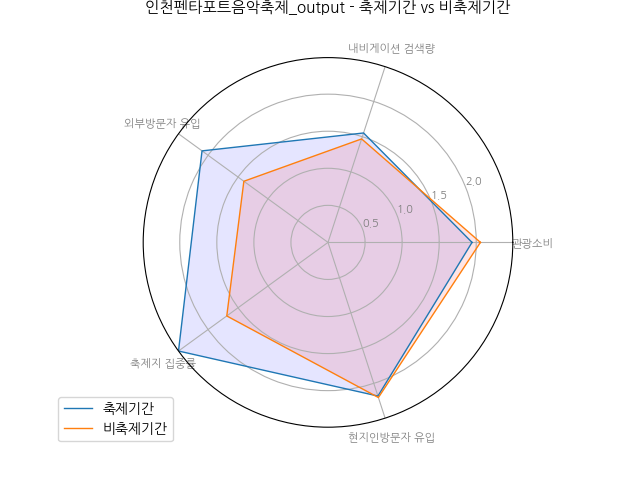 인천펜타포트음악축제_output - 축제기간 vs 비축제기간
내비게이션 검색량
외부방문자 유입
2.0
1.5
1.0
0.5
관광소비
축제지 집중률
현지인방문자 유입
축제기간
비축제기간